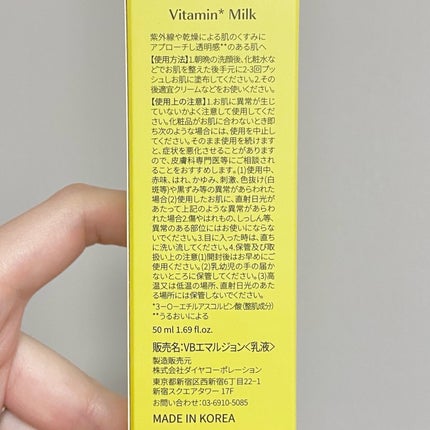 Vitamin* Milk
紫外線や乾燥による肌のくすみに
アプローチし透明感**のある肌へ
【使用方法】1.朝晩の洗顔後、化粧水な
どでお肌を整えた後手元に2-3回プッ
シュしお肌に塗布してください。2.その
後適宜クリームなどをお使いください。
【使用上の注意】1.お肌に異常が生じ
ていないかよく注意して使用してくだ
さい。化粧品がお肌に合わないとき即
ち次のような場合には、使用を中止し
てください。そのまま使用を続けます
と、症状を悪化させることがあります
ので、皮膚科専門医等にご相談され
ることをおすすめします。(1)使用中、
赤味、はれ、かゆみ、刺激、色抜け(白
斑等)や黒ずみ等の異常があらわれた
場合(2)使用したお肌に、直射日光が
あたって上記のような異常があらわ
れた場合2.傷やはれもの、しっしん等、
異常のある部位にはお使いにならな
いでください。3.目に入った時は、直ち
に洗い流してください。4.保管及び取
扱い上の注意(1)開封後はお早めにご
使用ください。(2)乳幼児の手の届か
ないところに保管してください。(3)高
温又は低温の場所、直射日光のあた
る場所には保管しないでください。
*3-O-エチルアスコルビン酸(整肌成分)
**うるおいによる
50 ml 1.69 fl.oz.
販売名:VBエマルジョン〈乳液〉
製造販売元
株式会社ダイヤコーポレーション
東京都新宿区西新宿6丁目22-1
新宿スクエアタワー 17F
お問い合わせ:03-6910-5085
MADE IN KOREA